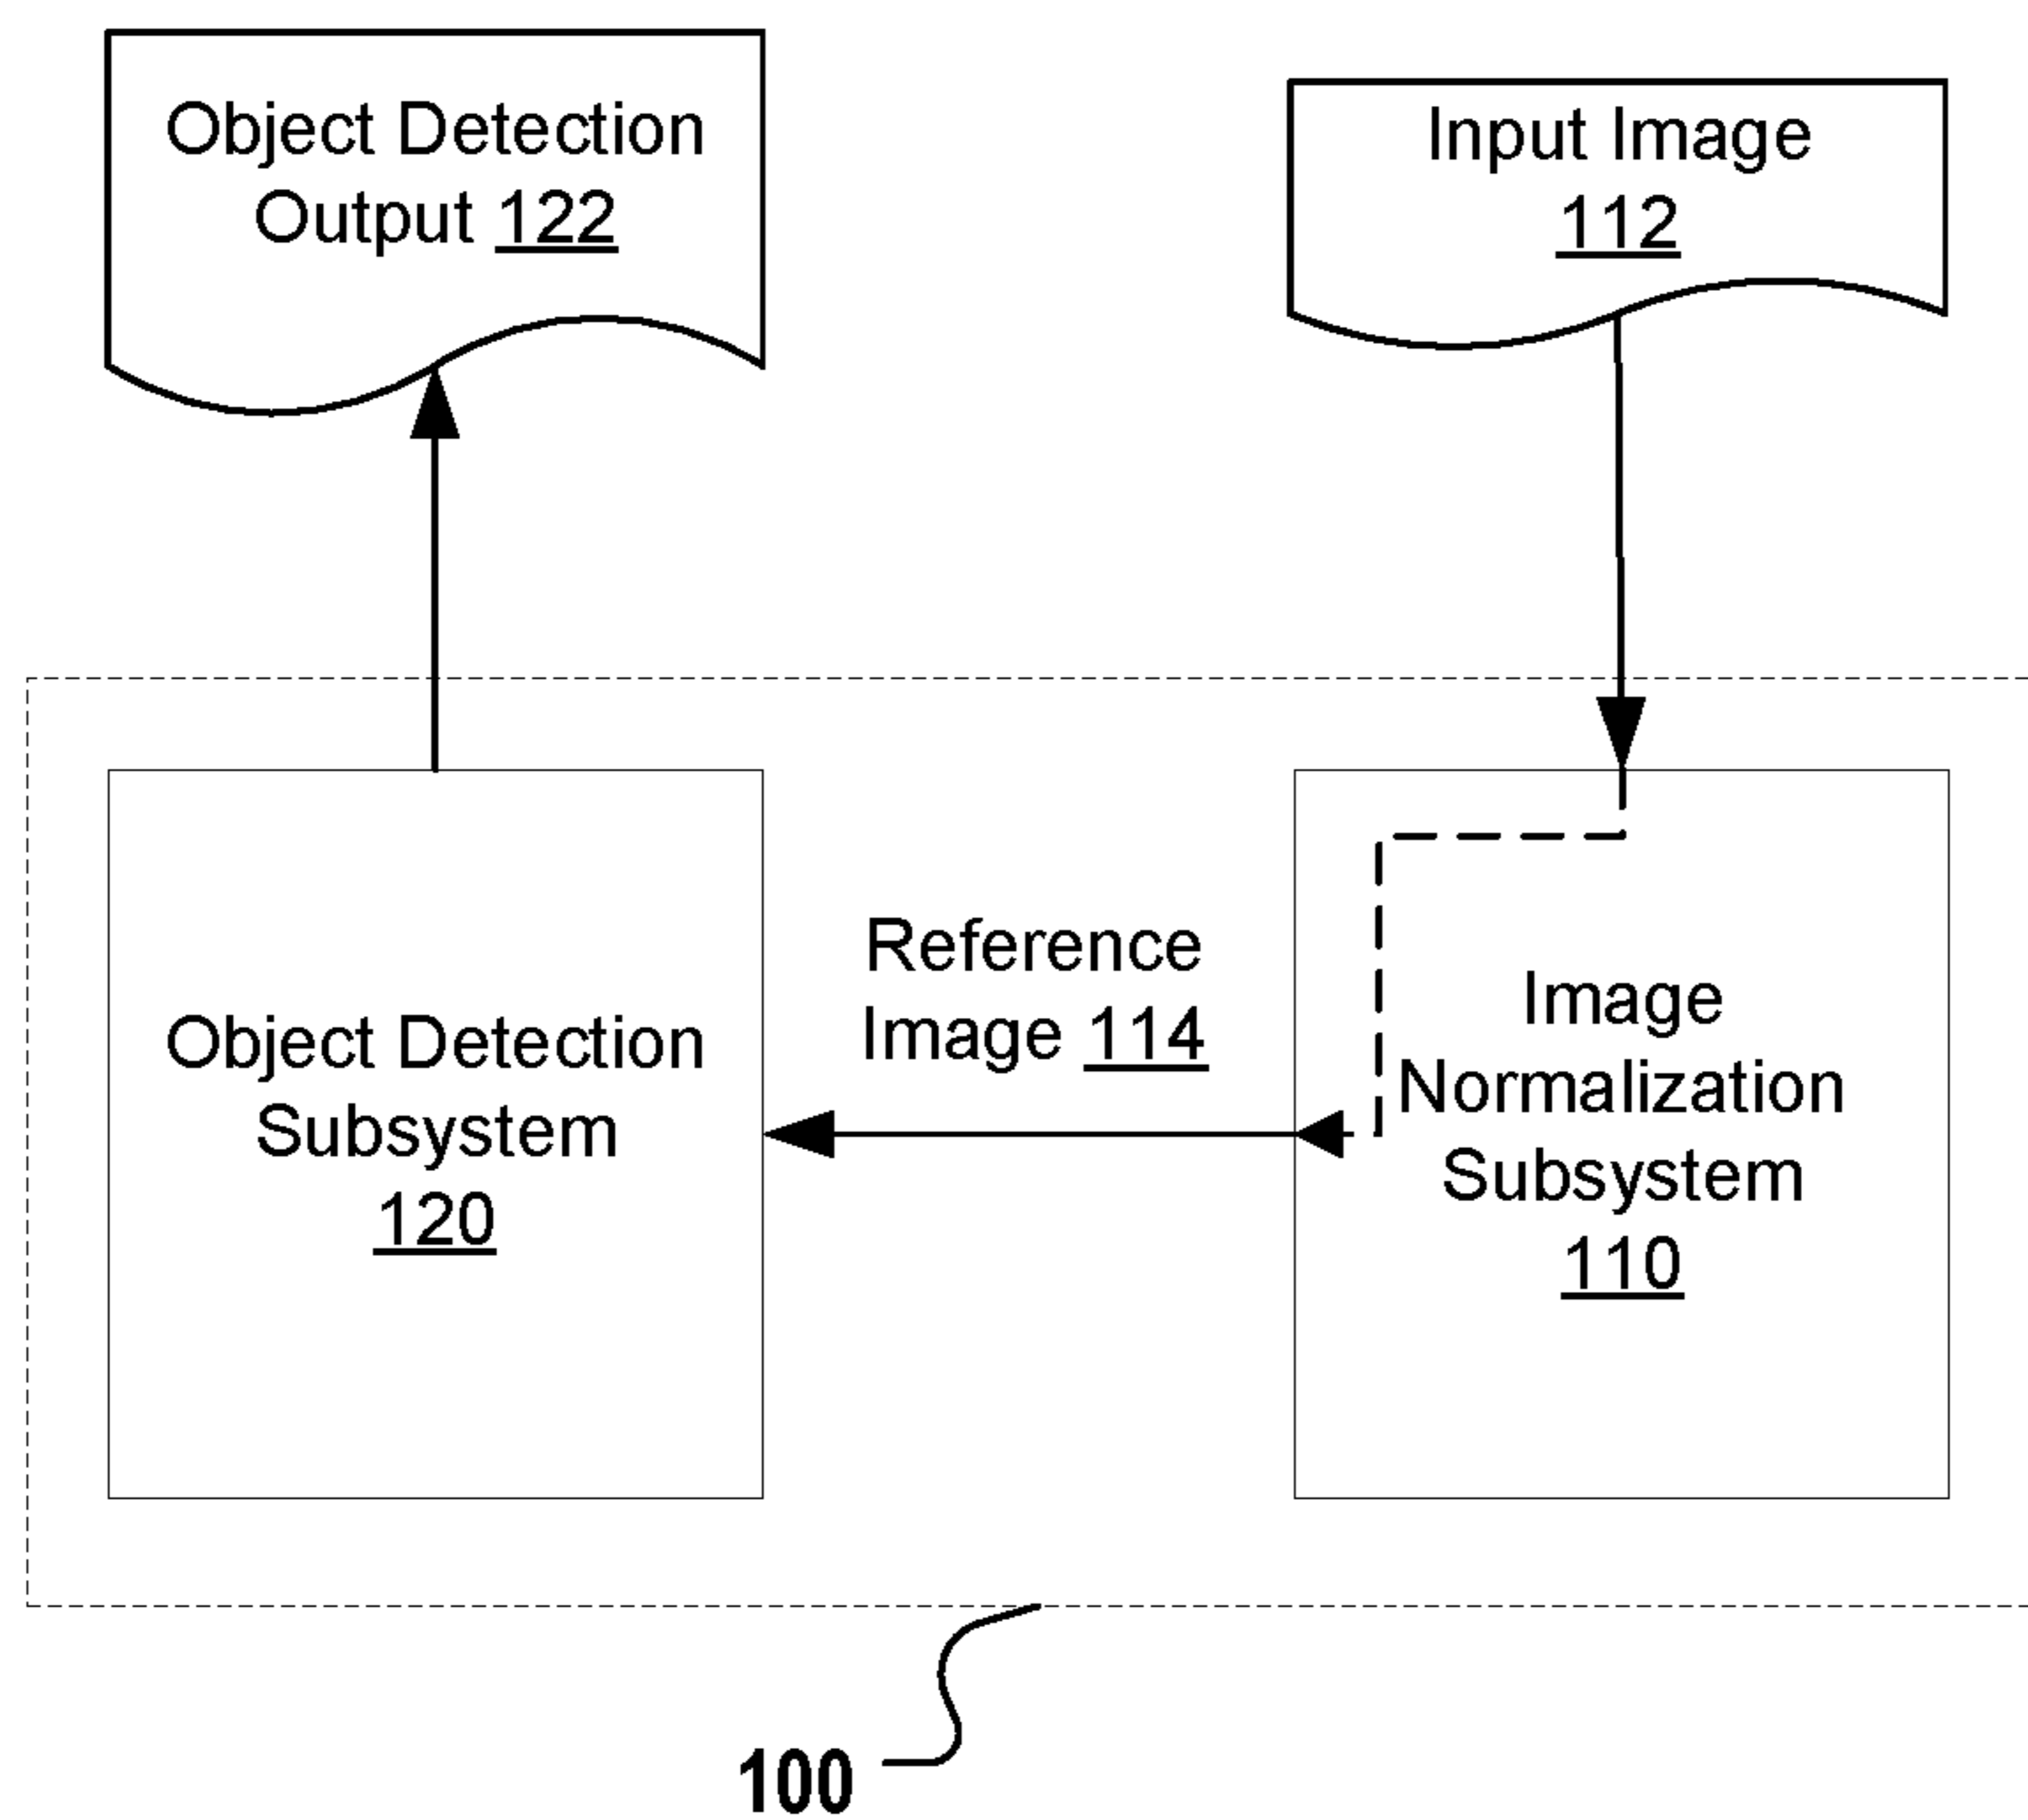 Object Detection
Output 122
Input Image
112
Object Detection
Subsystem
120
Reference
Image 114
Image
Normalization
Subsystem
110
100